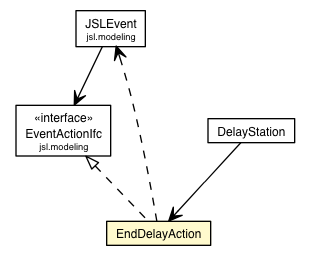 JSLEvent
jsl.modeling
«interface»
EventActionIfc
jsl.modeling
DelayStation
EndDelayAction